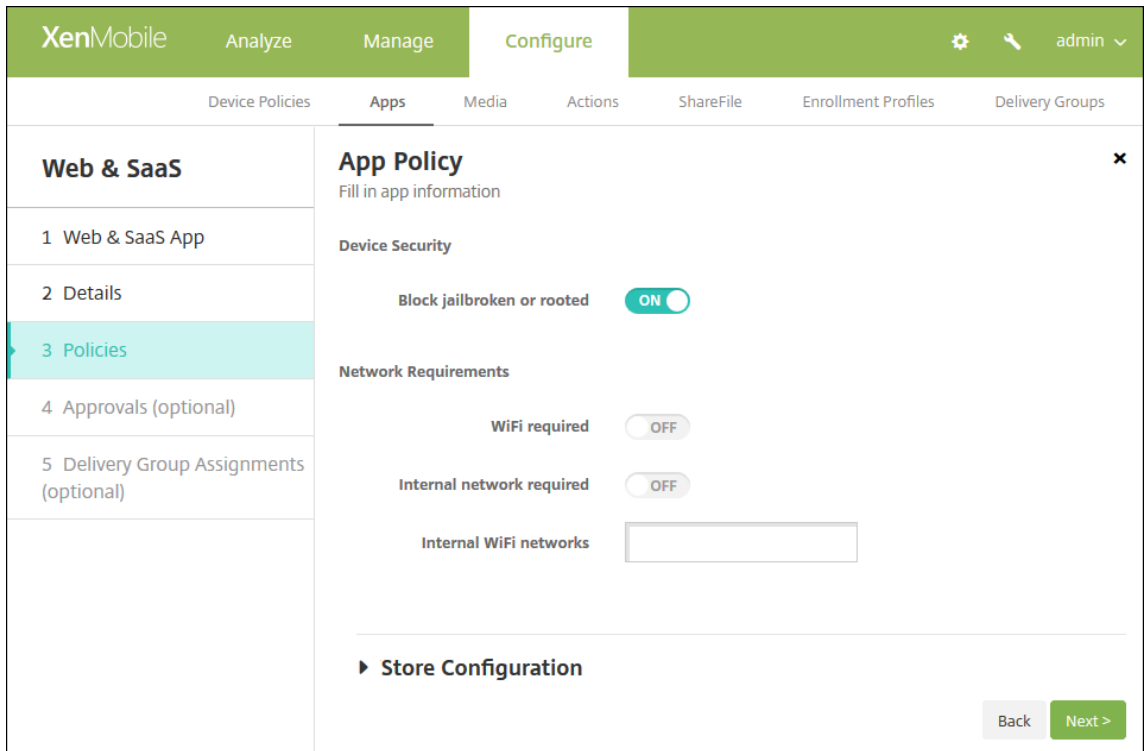 XenMobile Analyze Manage Configure admin
Device Policies Apps Media Actions ShareFile Enrollment Profiles Delivery Groups
Web & SaaS
1 Web & SaaS App
2 Details
3 Policies
4 Approvals (optional)
5 Delivery Group Assignments
(optional)
App Policy
Fill in app information
Device Security
Block jailbroken or rooted ON
Network Requirements
WiFi required OFF
Internal network required OFF
Internal WiFi networks
Store Configuration
Back Next >